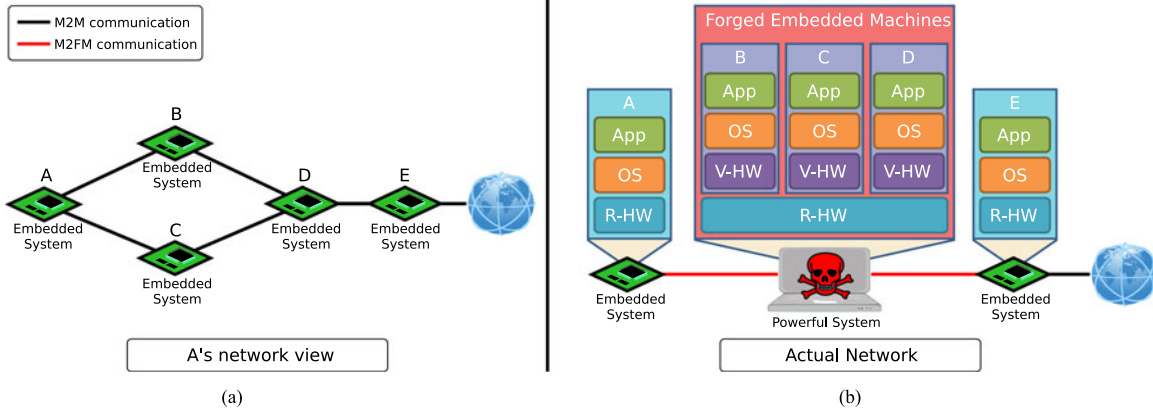 M2M communication
M2FM communication
A
Embedded
System
B
Embedded
System
C
Embedded
System
D
Embedded
System
E
Embedded
System
A's network view
(a)
Forged Embedded Machines
A
App
OS
R-HW
B
App
OS
V-HW
C
App
OS
V-HW
D
App
OS
V-HW
R-HW
E
App
OS
R-HW
Embedded
System
Powerful System
Embedded
System
Actual Network
(b)